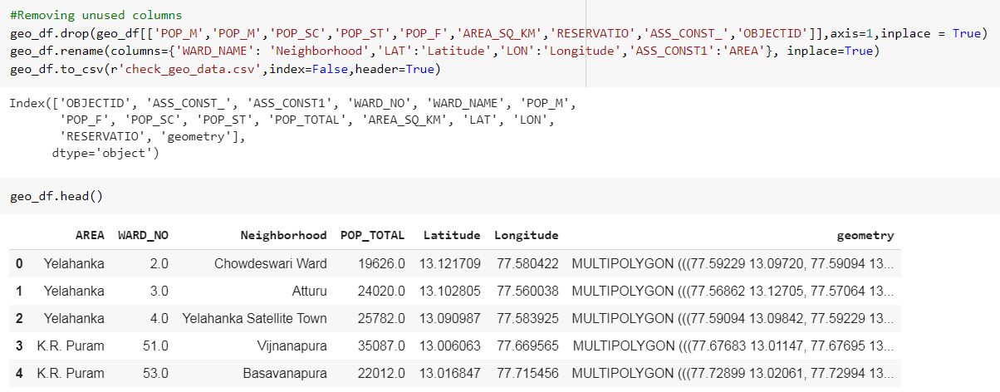 #Removing unused columns
geo_df.drop(geo_df[['POP_M','POP_M','POP_SC','POP_ST','POP_F','AREA_SQ_KM','RESERVATIO','ASS_CONST_','OBJECTID']],axis=1,inplace = True)
geo_df.rename(columns={'WARD_NAME': 'Neighborhood','LAT':'Latitude','LON':'Longitude','ASS_CONST1':'AREA'}, inplace=True)
geo_df.to_csv(r'check_geo_data.csv',index=False,header=True)
Index(['OBJECTID', 'ASS_CONST_', 'ASS_CONST1', 'WARD_NO', 'WARD_NAME', 'POP_M',
'POP_F', 'POP_SC', 'POP_ST', 'POP_TOTAL', 'AREA_SQ_KM', 'LAT', 'LON',
'RESERVATIO', 'geometry'],
dtype='object')
geo_df.head()
AREA WARD_NO Neighborhood POP_TOTAL Latitude Longitude geometry
0 Yelahanka 2.0 Chowdeswari Ward 19626.0 13.121709 77.580422 MULTIPOLYGON (((77.59229 13.09720, 77.59094 13...
1 Yelahanka 3.0 Atturu 24020.0 13.102805 77.560038 MULTIPOLYGON (((77.56862 13.12705, 77.57064 13...
2 Yelahanka 4.0 Yelahanka Satellite Town 25782.0 13.090987 77.583925 MULTIPOLYGON (((77.59094 13.09842, 77.59229 13...
3 K.R. Puram 51.0 Vijnanapura 35087.0 13.006063 77.669565 MULTIPOLYGON (((77.67683 13.01147, 77.67695 13...
4 K.R. Puram 53.0 Basavanapura 22012.0 13.016847 77.715456 MULTIPOLYGON (((77.72899 13.02061, 77.72994 13...